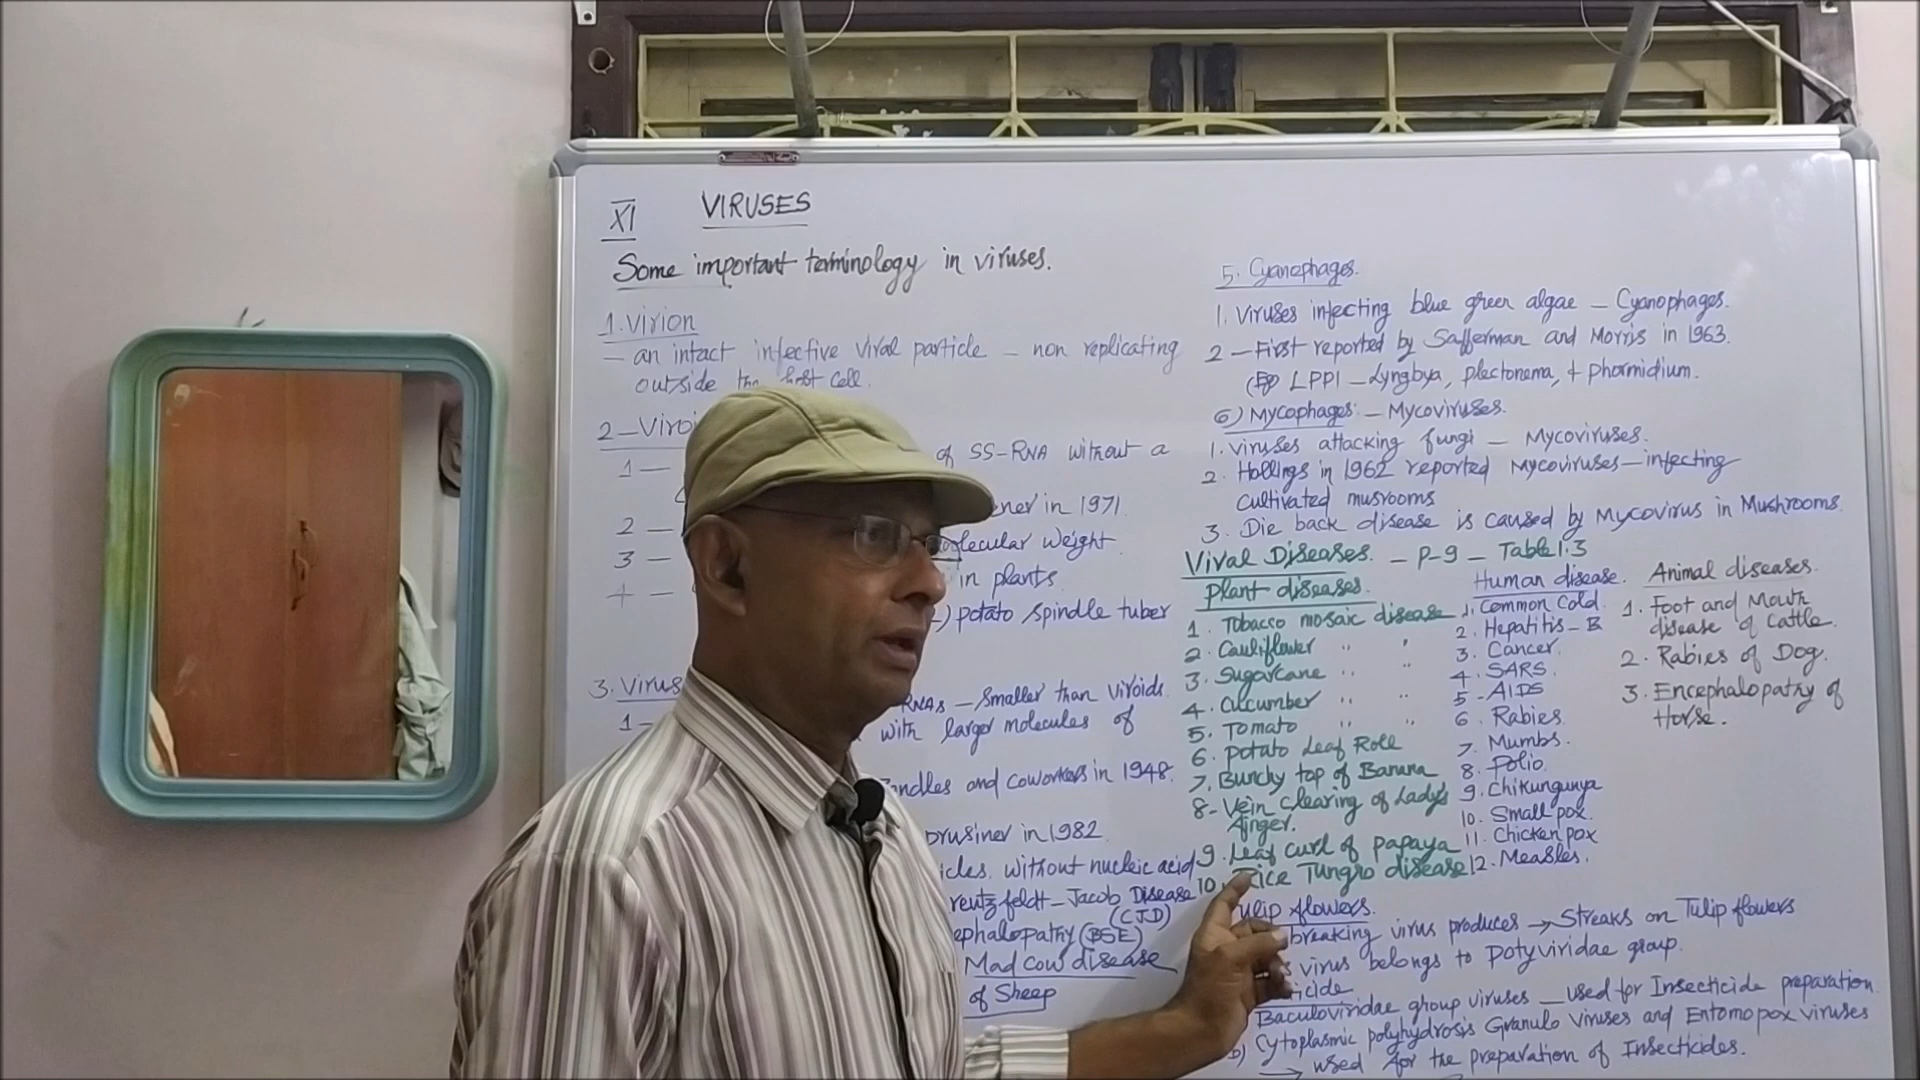 XI VIRUSES
Some important terminology in viruses.
1. Virion
— an intact infective viral particle — non replicating
outside the host cell.
2 — Viroi
1 — of SS-RNA without a
2 — ner in 1971.
3 — molecular weight
4 — in plants
potato spindle tuber
3. Virus
1 — RNAs — Smaller than viroids.
with larger molecules of
Randles and coworkers in 1948.
Prusiner in 1982.
icles. without nucleic acid
reutzfeldt — Jacob Disease
(CJD)
ephalopathy (BSE)
Mad cow disease
of Sheep
5. Cyanophages.
1. Viruses infecting blue green algae — Cyanophages.
2 — First reported by Safferman and Morris in 1963.
(Eg LPP1 — Lyngbya, plectonema, + phormidium.
6) Mycophages: — Mycoviruses.
1. Viruses attacking fungi — Mycoviruses.
2. Hollings in 1962 reported Mycoviruses — infecting
cultivated musrooms
3. Die back disease is caused by Mycovirus in Mushrooms.
Viral Diseases. — P-9 — Table 1.3
Plant diseases.
1. Tobacco mosaic disease
2. Cauliflower " "
3. Sugarcane " "
4. Cucumber " "
5. Tomato " "
6. Potato Leaf Roll
7. Bunchy top of Banana
8 - Vein clearing of Lady's
finger.
9. Leaf curl of papaya
10. Rice Tungro disease
Human disease.
1. Common Cold.
2. Hepatitis - B
3. Cancer.
4. SARS.
5 - AIDS
6. Rabies.
7. Mumbs.
8. Polio.
9. Chikungunya
10. Small pox.
11. Chicken pox
12. Measles.
Animal diseases.
1. Foot and Mouth
disease of Cattle.
2. Rabies of Dog.
3. Encephalopathy of
Horse.
Tulip flowers.
breaking virus produces → Streaks on Tulip flowers
s virus belongs to Potyviridae group.
icide
Baculoviridae group viruses — used for Insecticide preparation
b) Cytoplasmic polyhydrosis Granulo viruses and Entomopox viruses
→ used for the preparation of Insecticides.